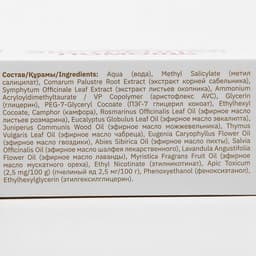 Состав/Құрамы/Ingredients: Aqua (вода), Methyl Salicylate (метил
салицилат), Comarum Palustre Root Extract (экстракт корней сабельника),
Symphytum Officinale Leaf Extract (экстракт листьев окопника), Ammonium
Acryloyldimethyltaurate / VP Copolymer (аристофлекс AVC), Glycerin
(глицерин), PEG-7-Glyceryl Cocoate (ПЭГ-7 глицерил кокоат), Ethylhexyl
Cocoate, Camphor (камфора), Rosmarinus Officinalis Leaf Oil (эфирное масло
листьев розмарина), Eucalyptus Globulus Leaf Oil (эфирное масло эвкалипта),
Juniperus Communis Wood Oil (эфирное масло можжевельника), Thymus
Vulgaris Leaf Oil (эфирное масло чабреца), Eugenia Caryophyllus Flower Oil
(эфирное масло гвоздики), Abies Sibirica Oil (эфирное масло пихты), Salvia
Officinalis Oil (эфирное масло шалфея лекарственного), Lavandula Angustifolia
Flower Oil (эфирное масло лаванды), Myristica Fragrans Fruit Oil (эфирное
масло мускатного ореха), Ethyl Nicotinate (этилникотинат), Apic Toxicum
(2,5 mg/100 g) (пчелиный яд 2,5 мг/100 г), Phenoxyethanol (феноксиэтанол),
Ethylhexylglycerin (этилгексилглицерин).